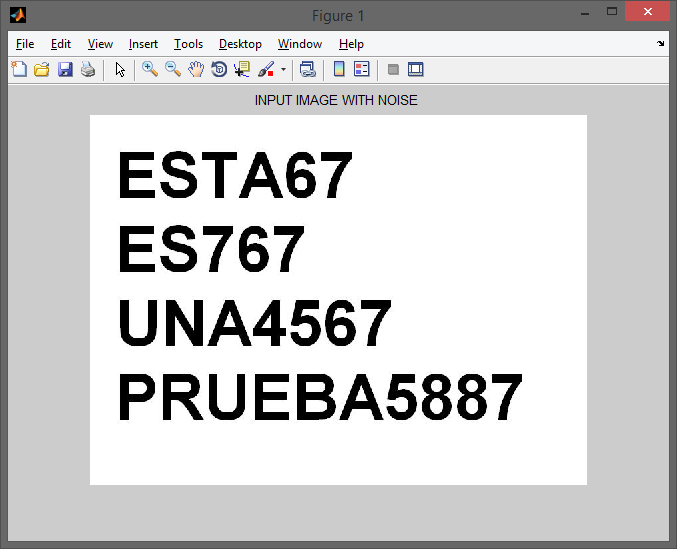 Figure 1
File Edit View Insert Tools Desktop Window Help
INPUT IMAGE WITH NOISE
ESTA67
ES767
UNA4567
PRUEBA5887